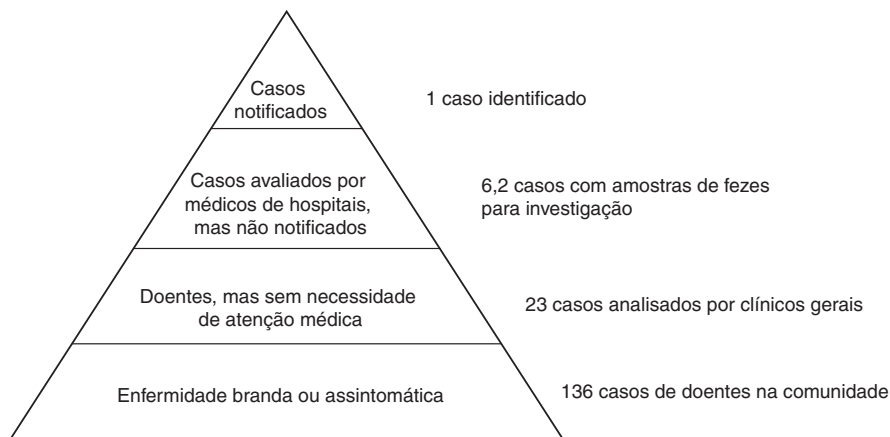 Casos
notificados
1 caso identificado
Casos avaliados por
médicos de hospitais,
mas não notificados
6,2 casos com amostras de fezes
para investigação
Doentes, mas sem necessidade
de atenção médica
23 casos analisados por clínicos gerais
Enfermidade branda ou assintomática
136 casos de doentes na comunidade